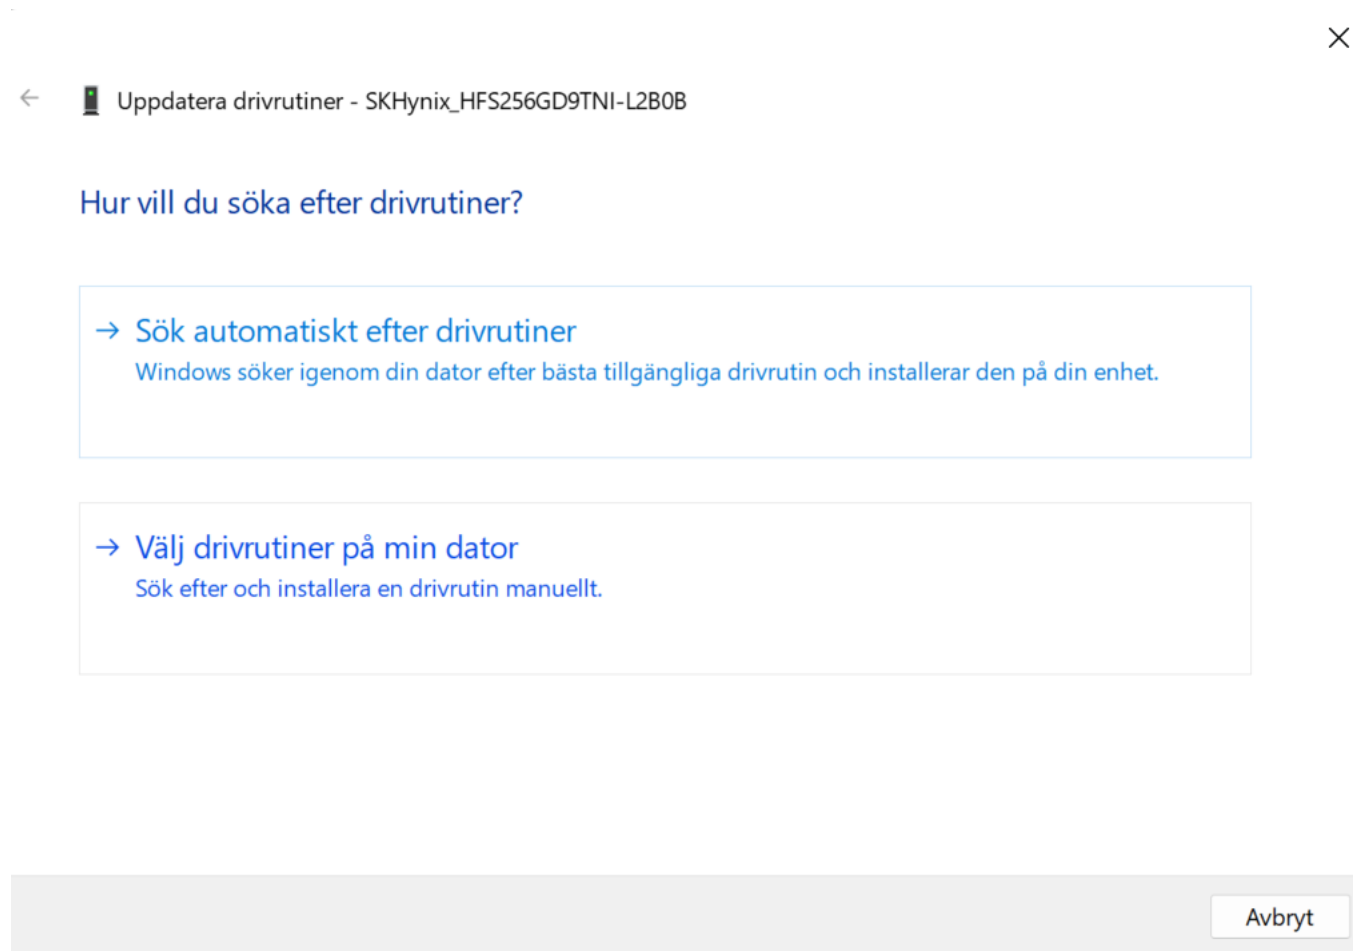 Uppdatera drivrutiner - SKHynix_HFS256GD9TNI-L2B0B
Hur vill du söka efter drivrutiner?
Sök automatiskt efter drivrutiner
Windows söker igenom din dator efter bästa tillgängliga drivrutin och installerar den på din enhet.
Välj drivrutiner på min dator
Sök efter och installera en drivrutin manuellt.
Avbryt